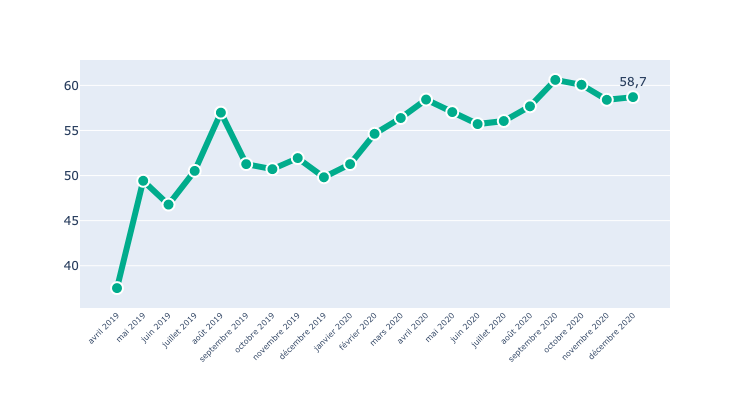 60
55
50
45
40
58,7
avril 2019
mai 2019
juin 2019
juillet 2019
août 2019
septembre 2019
octobre 2019
novembre 2019
décembre 2019
janvier 2020
février 2020
mars 2020
avril 2020
mai 2020
juin 2020
juillet 2020
août 2020
septembre 2020
octobre 2020
novembre 2020
décembre 2020